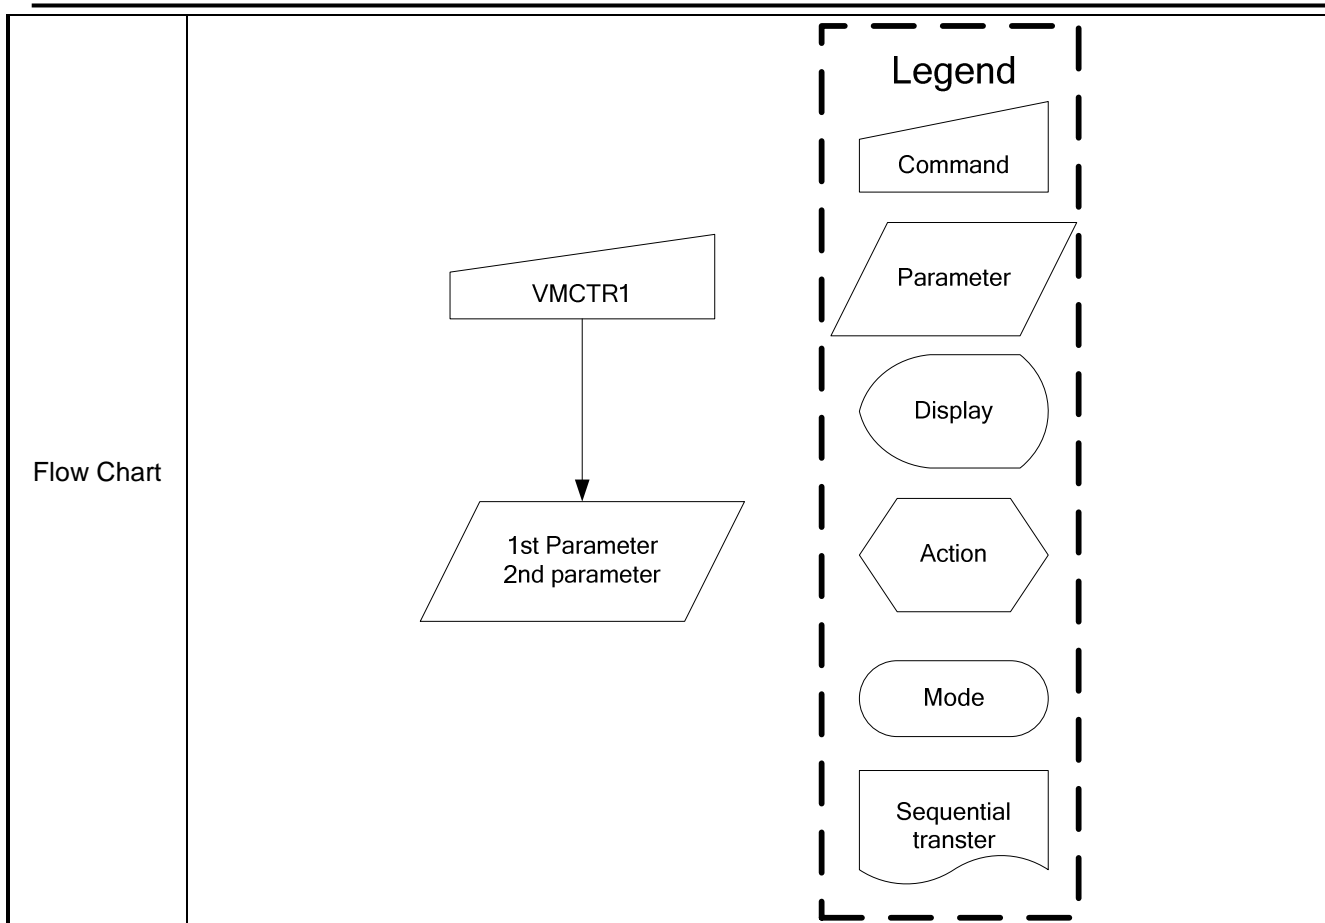 Flow Chart
VMCTR1
1st Parameter
2nd parameter
Legend
Command
Parameter
Display
Action
Mode
Sequential
transter